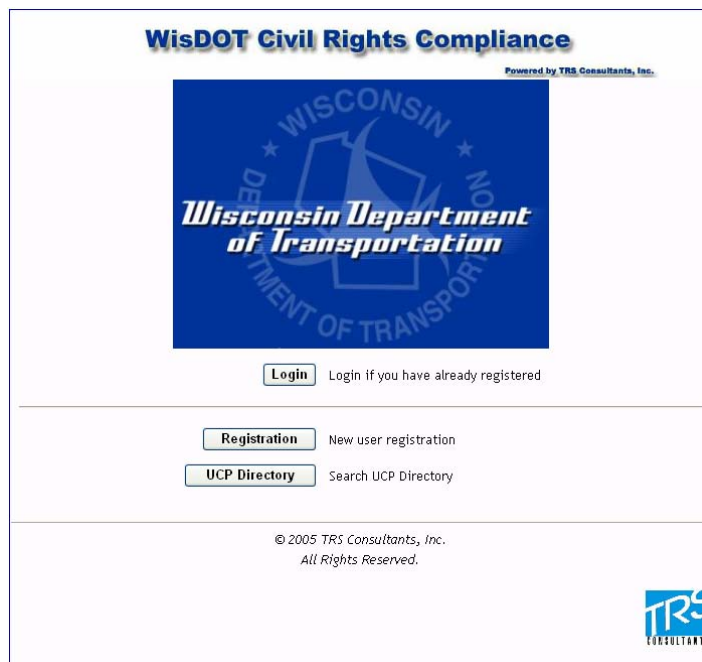 WisDOT Civil Rights Compliance
Powered by TRS Consultants, Inc.
WISCONSIN
DEPARTMENT OF TRANSPORTATION
Wisconsin Department
of Transportation
Login Login if you have already registered
Registration New user registration
UCP Directory Search UCP Directory
© 2005 TRS Consultants, Inc.
All Rights Reserved.
TRS
CONSULTANT